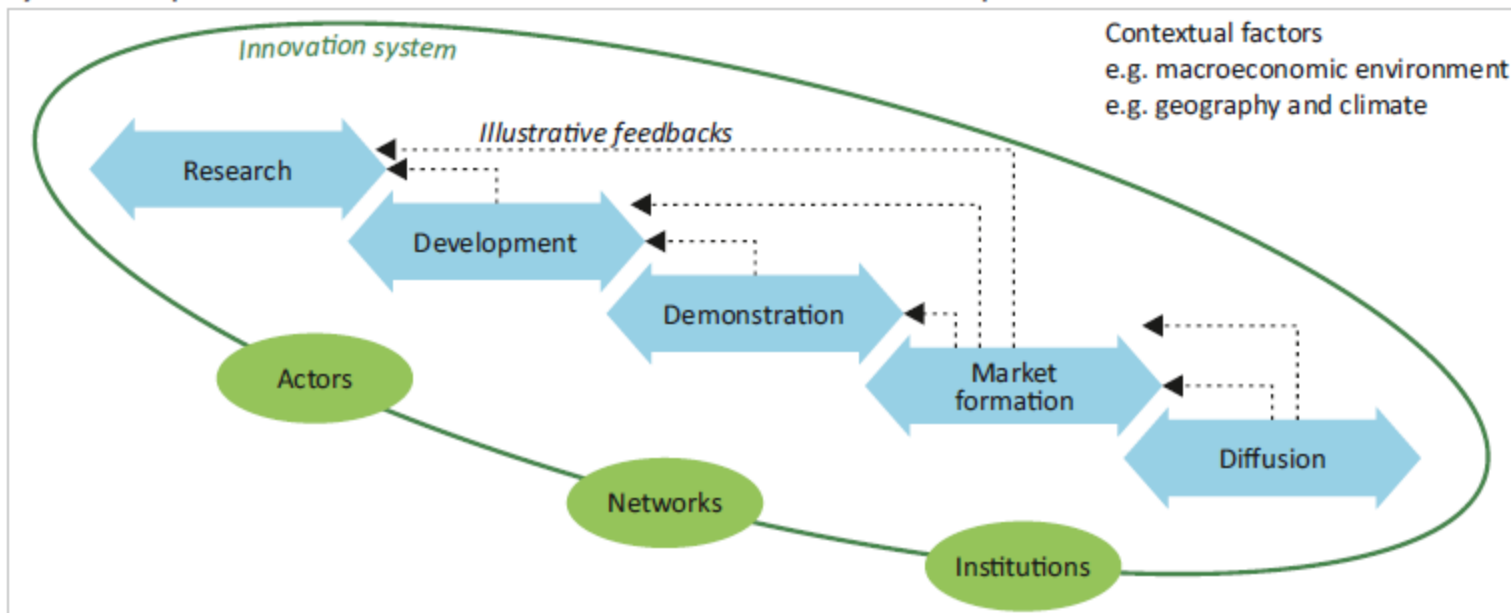 Innovation system
Contextual factors
e.g. macroeconomic environment
e.g. geography and climate
Illustrative feedbacks
Research
Development
Demonstration
Market
formation
Diffusion
Actors
Networks
Institutions